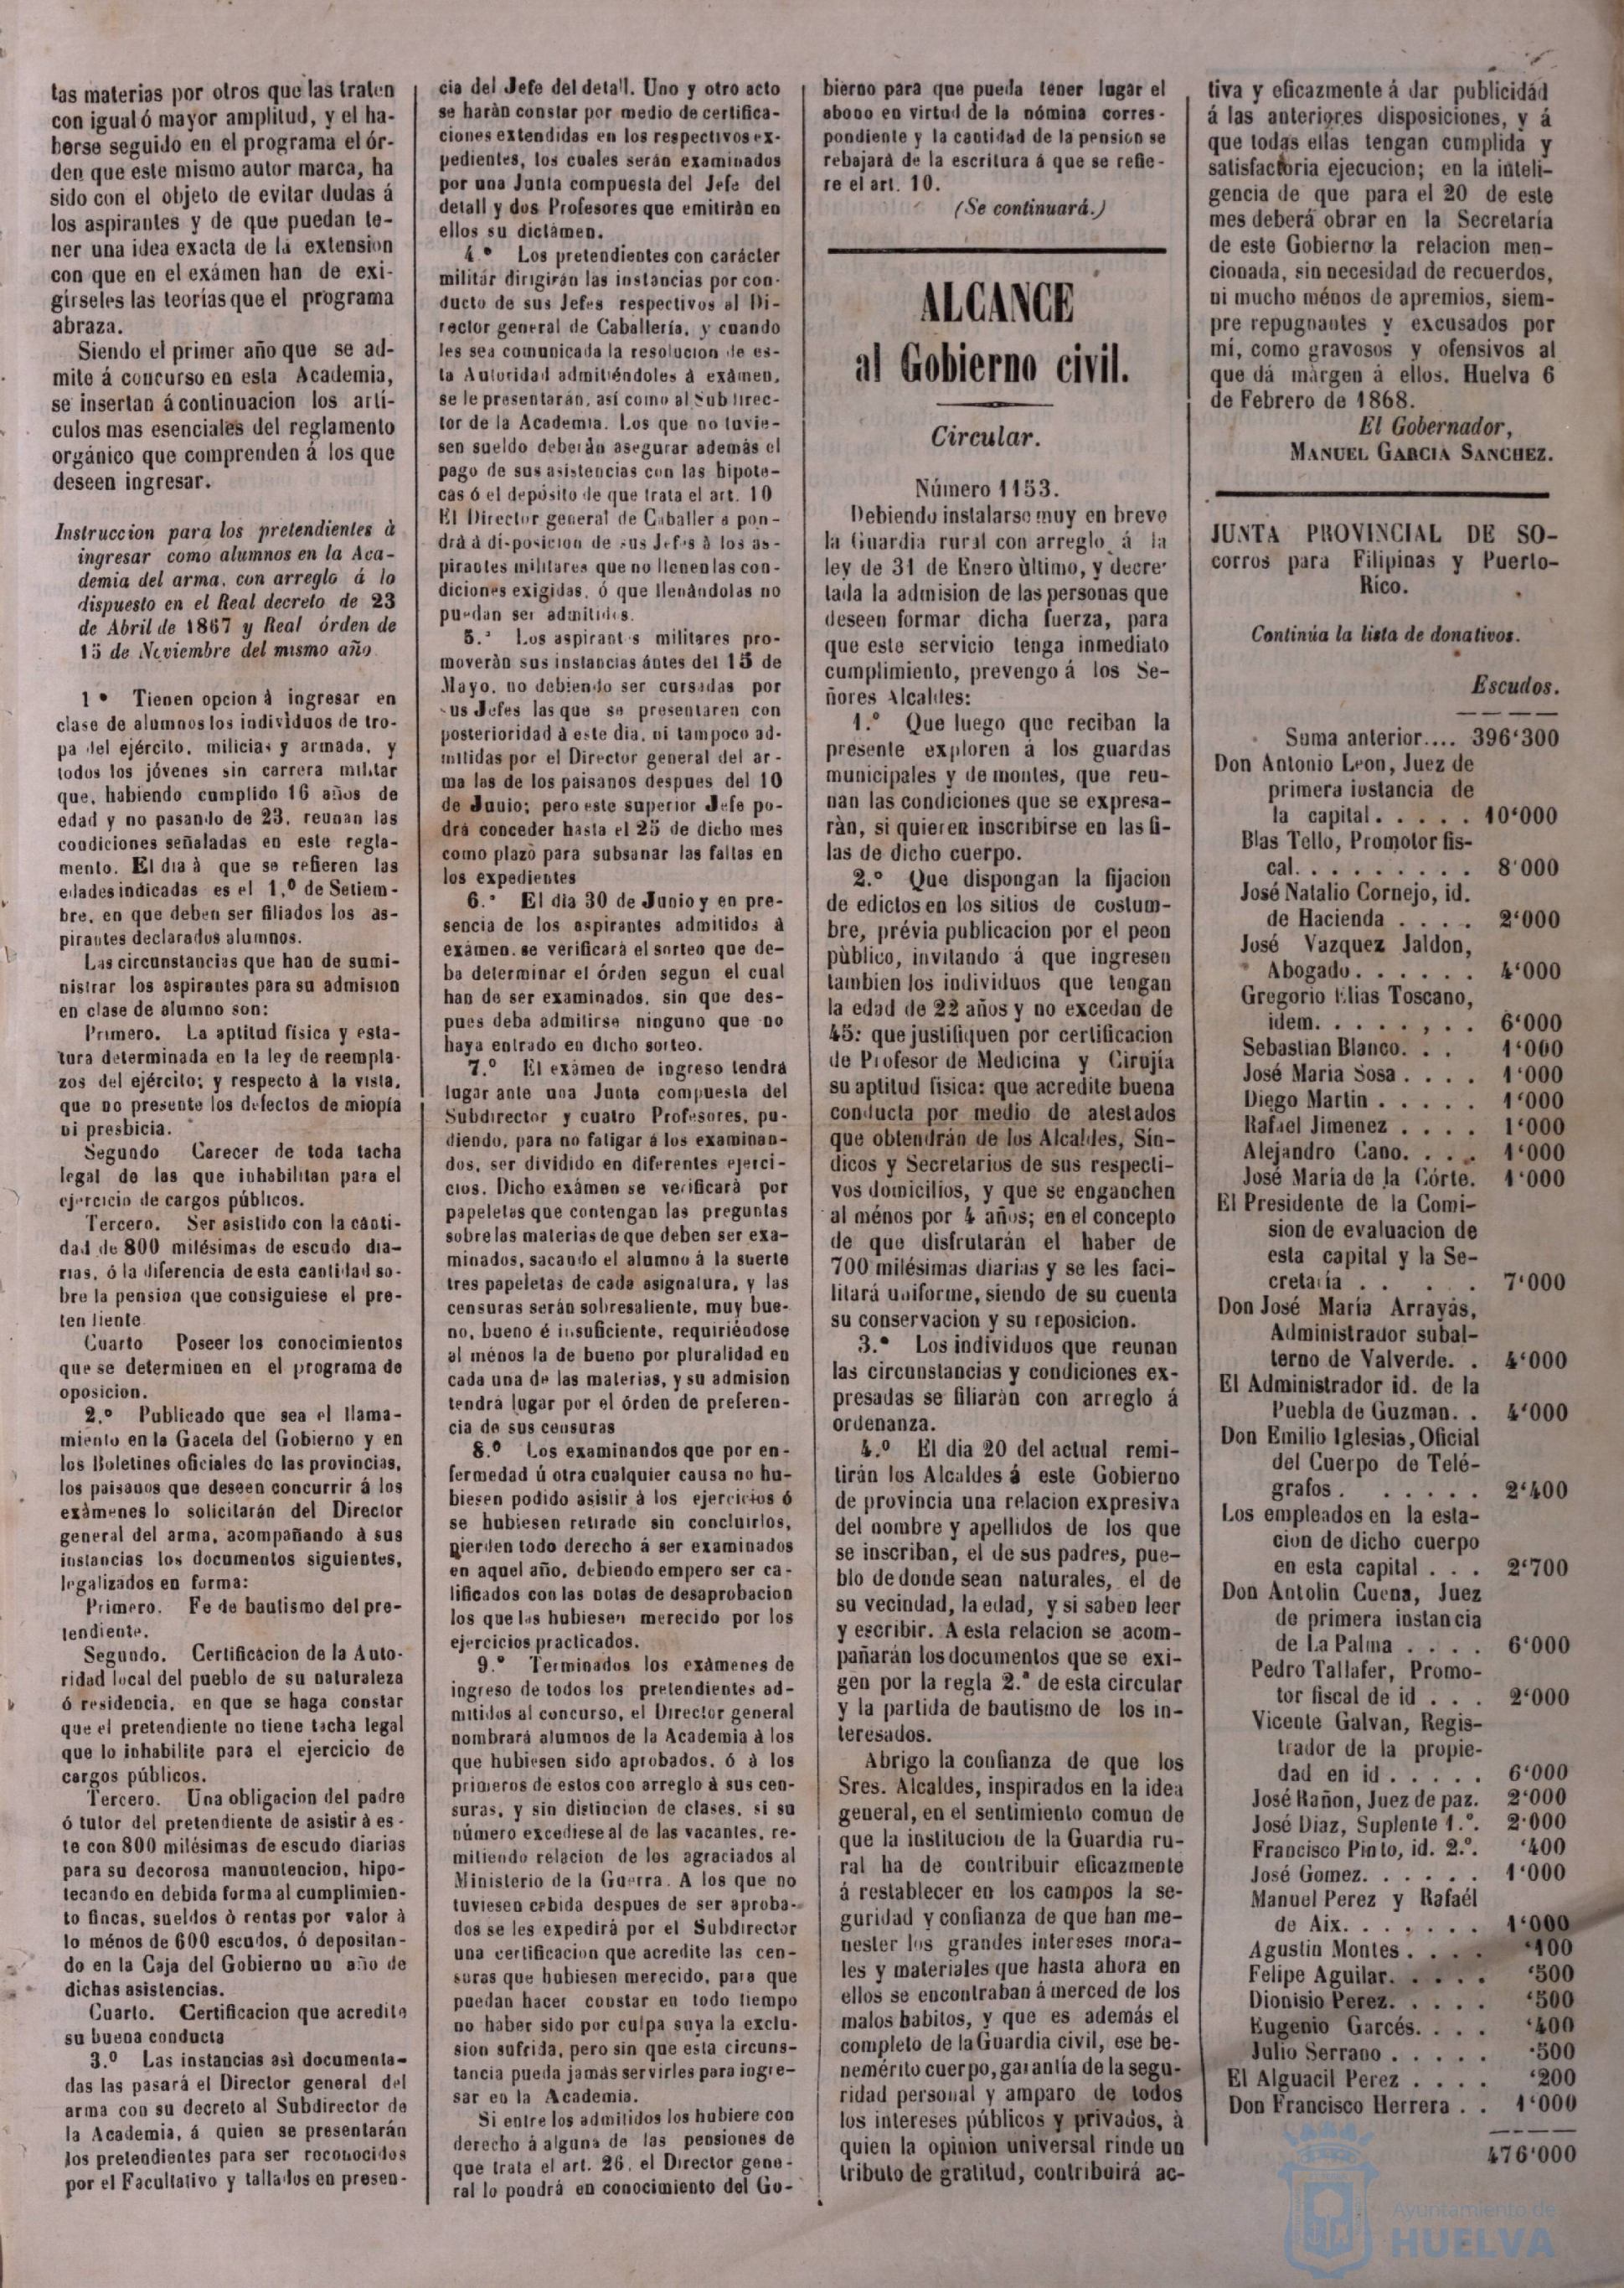 tas materias por otros que las traten
con igual ó mayor amplitud, y el ha-
berse seguido en el programa el ór-
den que este mismo autor marca, ha
sido con el objeto de evitar dudas á
los aspirantes y de que puedan te-
ner una idea exacta de la extension
con que en el exámen han de exi-
girseles las teorías que el programa
abraza.
Siendo el primer año que se ad-
mite á concurso en esta Academia,
se insertan á continuacion los artí-
culos mas esenciales del reglamento
orgánico que comprenden á los que
deseen ingresar.
Instruccion para los pretendientes à
ingresar como alumnos en la Aca-
demia del arma, con arreglo á lo
dispuesto en el Real decreto de 23
de Abril de 1867 y Real órden de
15 de Noviembre del mismo año
1.º Tienen opcion à ingresar en
clase de alumnos los individuos de tro-
pa del ejército, milicias y armada, y
todos los jóvenes sin carrera militar
que, habiendo cumplido 16 años de
edad y no pasando de 23, reunan las
condiciones señaladas en este regla-
mento. El dia à que se refieren las
edades indicadas es el 1.º de Setiem-
bre, en que deben ser filiados los as-
pirantes declarados alumnos.
Las circunstancias que han de sumi-
nistrar los aspirantes para su admision
en clase de alumno son:
Primero. La aptitud física y esta-
tura determinada en la ley de reempla-
zos del ejército; y respecto à la vista,
que no presente los defectos de miopía
ni presbicia.
Segundo Carecer de toda tacha
legal de las que inhabilitan para el
ejercicio de cargos públicos.
Tercero. Ser asistido con la canti-
dad de 800 milésimas de escudo dia-
rias, ó la diferencia de esta cantidad so-
bre la pension que consiguiese el pre-
tendiente
Cuarto Poseer los conocimientos
que se determinen en el programa de
oposicion.
2.º Publicado que sea el llama-
miento en la Gaceta del Gobierno y en
los Boletines oficiales de las provincias,
los paisanos que deseen concurrir á los
exàmenes lo solicitarán del Director
general del arma, acompañando à sus
instancias los documentos siguientes,
legalizados en forma:
Primero. Fe de bautismo del pre-
tendiente.
Segundo. Certificacion de la Auto-
ridad local del pueblo de su naturaleza
ó residencia, en que se haga constar
que el pretendiente no tiene tacha legal
que lo inhabilite para el ejercicio de
cargos públicos.
Tercero. Una obligacion del padre
ó tutor del pretendiente de asistir à es-
te con 800 milésimas de escudo diarias
para su decorosa manutencion, hipo-
tecando en debida forma al cumplimien-
to fincas, sueldos ò rentas por valor à
lo ménos de 600 escudos, ó depositan-
do en la Caja del Gobierno un año de
dichas asistencias.
Cuarto. Certificacion que acredite
su buena conducta
3.º Las instancias asì documenta-
das las pasará el Director general del
arma con su decreto al Subdirector de
la Academia, á quien se presentarán
los pretendientes para ser reconocidos
por el Facultativo y tallados en presen-
cia del Jefe del detall. Uno y otro acto
se haràn constar por medio de certifica-
ciones extendidas en los respectivos ex-
pedientes, los cuales serán examinados
por una Junta compuesta del Jefe del
detall y dos Profesores que emitirán en
ellos su dictàmen.
4.º Los pretendientes con carácter
militár dirigirán las instancias por con-
ducto de sus Jefes respectivos al Di-
rector general de Caballería, y cuando
les sea comunicada la resolucion de es-
ta Autoridad admitiéndoles à exàmen,
se le presentarán, así como al Subdirec-
tor de la Academia. Los que no tuvie-
sen sueldo deberán asegurar además el
pago de sus asistencias con las hipote-
cas ó el depósito de que trata el art. 10
El Director general de Caballer a pon-
drá à disposicion de sus Jefes à los as-
pirantes militares que no llenen las con-
diciones exigidas, ó que llenándolas no
puedan ser admitidos.
5.º Los aspirantes militares pro-
moveràn sus instancias ántes del 15 de
Mayo, no debiendo ser cursadas por
sus Jefes las que se presentaren con
posterioridad à este dia, ni tampoco ad-
mitidas por el Director general del ar-
ma las de los paisanos despues del 10
de Junio; pero este superior Jefe po-
drá conceder hasta el 25 de dicho mes
como plazò para subsanar las faltas en
los expedientes
6.º El dia 30 de Junio y en pre-
sencia de los aspirantes admitidos à
exámen, se verificará el sorteo que de-
ba determinar el órden segun el cual
han de ser examinados, sin que des-
pues deba admitirse ninguno que no
haya entrado en dicho sorteo.
7.º El exàmen de ingreso tendrá
lugar ante una Junta compuesta del
Subdirector y cuatro Profesores, pu-
diendo, para no fatigar á los examinan-
dos, ser dividido en diferentes ejerci-
cios. Dicho exámen se verificarà por
papeletas que contengan las preguntas
sobre las materias de que deben ser exa-
minados, sacando el alumno á la suerte
tres papeletas de cada asignatura, y las
censuras serán sobresaliente, muy bue-
no, bueno é insuficiente, requiriéndose
al ménos la de bueno por pluralidad en
cada una de las materias, y su admision
tendrà lugar por el órden de preferen-
cia de sus censuras
8.º Los examinandos que por en-
fermedad ú otra cualquier causa no hu-
biesen podido asistir à los ejercicios ó
se hubiesen retirado sin concluirlos,
pierden todo derecho á ser examinados
en aquel año, debiendo empero ser ca-
lificados con las notas de desaprobacion
los que las hubiesen merecido por los
ejercicios practicados.
9.º Terminados los exàmenes de
ingreso de todos los pretendientes ad-
mitidos al concurso, el Director general
nombrará alumnos de la Academia à los
que hubiesen sido aprobados, ó à los
primeros de estos con arreglo à sus cen-
suras, y sin distincion de clases, si su
número excediese al de las vacantes, re-
mitiendo relacion de los agraciados al
Ministerio de la Guerra. A los que no
tuviesen cabida despues de ser aproba-
dos se les expedirá por el Subdirector
una certificacion que acredite las cen-
suras que hubiesen merecido, para que
puedan hacer constar en todo tiempo
no haber sido por culpa suya la exclu-
sion sufrida, pero sin que esta circuns-
tancia pueda jamás servirles para ingre-
sar en la Academia.
Si entre los admitidos los hubiere con
derecho á alguna de las pensiones de
que trata el art. 26, el Director gene-
ral lo pondrá en conocimiento del Go-
bierno para que pueda tener lugar el
abono en virtud de la nómina corres-
pondiente y la cantidad de la pension se
rebajará de la escritura á que se refie-
re el art. 10.
(Se continuará.)
ALCANCE
al Gobierno civil.
Circular.
Número 1153.
Debiendo instalarse muy en breve
la Guardia rural con arreglo á la
ley de 31 de Enero ùltimo, y decre-
tada la admision de las personas que
deseen formar dicha fuerza, para
que este servicio tenga inmediato
cumplimiento, prevengo á los Se-
ñores Alcaldes:
1.º Que luego que reciban la
presente exploren á los guardas
municipales y de montes, que reu-
nan las condiciones que se expresa-
ràn, si quieren inscribirse en las fi-
las de dicho cuerpo.
2.º Que dispongan la fijacion
de edictos en los sitios de costum-
bre, prévia publicacion por el peon
pùblico, invitando á que ingresen
tambien los individuos que tengan
la edad de 22 años y no excedan de
45: que justifiquen por certificacion
de Profesor de Medicina y Cirujía
su aptitud física: que acredite buena
conducta por medio de atestados
que obtendrán de los Alcaldes, Sín-
dicos y Secretarios de sus respecti-
vos domicilios, y que se enganchen
al ménos por 4 años; en el concepto
de que disfrutarán el haber de
700 milésimas diarias y se les faci-
litará uniforme, siendo de su cuenta
su conservacion y su reposicion.
3.º Los individuos que reunan
las circunstancias y condiciones ex-
presadas se filiaràn con arreglo á
ordenanza.
4.º El dia 20 del actual remi-
tirán los Alcaldes á este Gobierno
de provincia una relacion expresiva
del nombre y apellidos de los que
se inscriban, el de sus padres, pue-
blo de donde sean naturales, el de
su vecindad, la edad, y si saben leer
y escribir. A esta relacion se acom-
pañarán los documentos que se exi-
gen por la regla 2.ª de esta circular
y la partida de bautismo de los in-
teresados.
Abrigo la confianza de que los
Sres. Alcaldes, inspirados en la idea
general, en el sentimiento comun de
que la institucion de la Guardia ru-
ral ha de contribuir eficazmente
á restablecer en los campos la se-
guridad y confianza de que han me-
nester los grandes intereses mora-
les y materiales que hasta ahora en
ellos se encontraban á merced de los
malos habitos, y que es además el
completo de la Guardia civil, ese be-
nemérito cuerpo, garantía de la segu-
ridad personal y amparo de todos
los intereses públicos y privados, à
quien la opinion universal rinde un
tributo de gratitud, contribuirá ac-
tiva y eficazmente á dar publicidád
á las anteriores disposiciones, y á
que todas ellas tengan cumplida y
satisfactoria ejecucion; en la inteli-
gencia de que para el 20 de este
mes deberá obrar en la Secretaría
de este Gobierno la relacion men-
cionada, sin necesidad de recuerdos,
ni mucho ménos de apremios, siem-
pre repugnantes y excusados por
mi, como gravosos y ofensivos al
que dá màrgen á ellos. Huelva 6
de Febrero de 1868.
El Gobernador,
MANUEL GARCIA SANCHEZ.
JUNTA PROVINCIAL DE SO-
corros para Filipinas y Puerto-
Rico.
Continúa la lista de donativos.
Escudos.
Suma anterior.... 396‘300
Don Antonio Leon, Juez de
primera instancia de
la capital. . . . . 10‘000
Blas Tello, Promotor fis-
cal. . . . . . . . . 8‘000
José Natalio Cornejo, id.
de Hacienda . . . . . 2‘000
José Vazquez Jaldon,
Abogado. . . . . . 4‘000
Gregorio Elias Toscano,
idem. . . . . , . . 6‘000
Sebastian Blanco. . . 1‘000
José Maria Sosa . . . . 1‘000
Diego Martin . . . . . 1‘000
Rafael Jimenez . . . . 1‘000
Alejandro Cano. . . . 1‘000
José Maria de la Córte. 1‘000
El Presidente de la Comi-
sion de evaluacion de
esta capital y la Se-
cretaria . . . . . 7‘000
Don José María Arrayás,
Administrador subal-
terno de Valverde. . 4‘000
El Administrador id. de la
Puebla de Guzman. . 4‘000
Don Emilio Iglesias, Oficial
del Cuerpo de Telé-
grafos . . . . . . 2‘400
Los empleados en la esta-
cion de dicho cuerpo
en esta capital . . . 2‘700
Don Antolin Cuena, Juez
de primera instancia
de La Palma . . . . 6‘000
Pedro Tallafer, Promo-
tor fiscal de id . . . 2‘000
Vicente Galvan, Regis-
trador de la propie-
dad en id . . . . . 6‘000
José Rañon, Juez de paz. 2‘000
José Diaz, Suplente 1.º. 2‘000
Francisco Pinto, id. 2.º. ‘400
José Gomez. . . . . . 1‘000
Manuel Perez y Rafaél
de Aix. . . . . . . 1‘000
Agustin Montes . . . . ‘100
Felipe Aguilar. . . . . ‘500
Dionisio Perez. . . . . ‘500
Eugenio Garcés. . . . ‘400
Julio Serrano . . . . . ‘500
El Alguacil Perez . . . . ‘200
Don Francisco Herrera . . 1‘000
476‘000
Ayuntamiento de
HUELVA